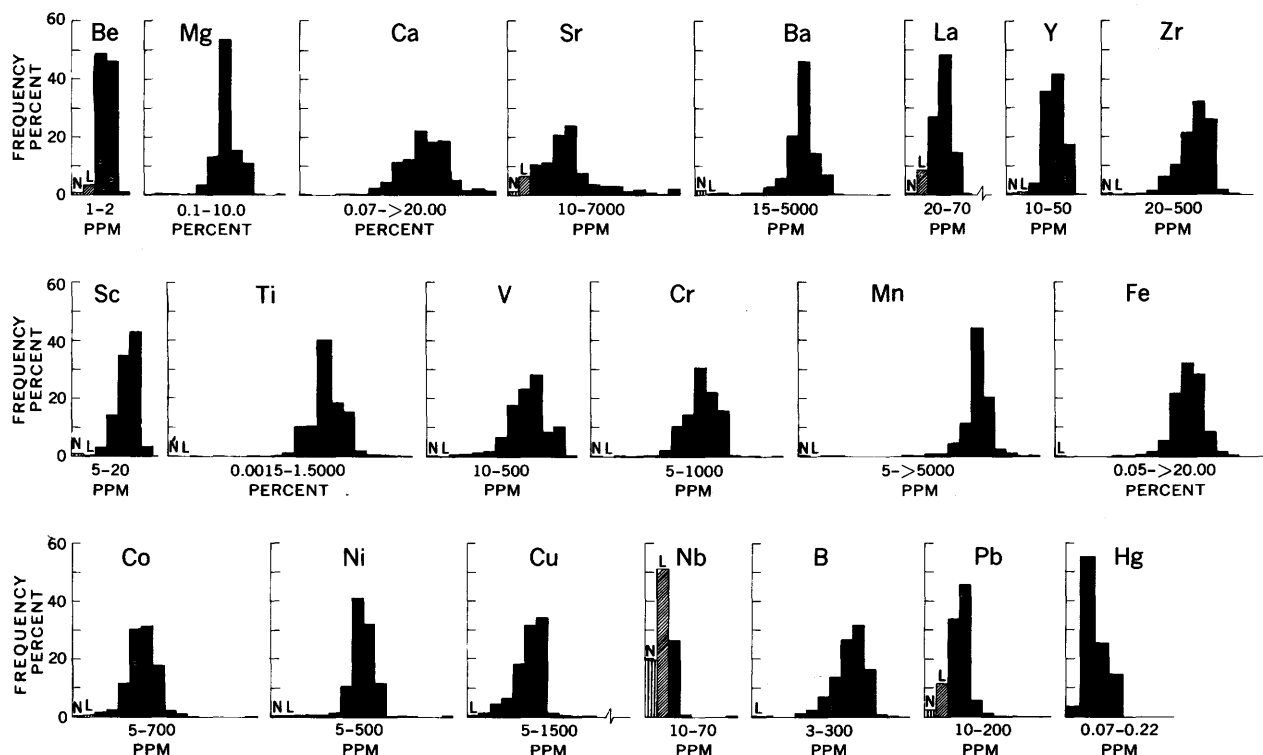 Be Mg Ca Sr Ba La Y Zr
60
40
20
0
FREQUENCY
PERCENT
N L
L
N
N L
L
N
N L
N L
1–2 0.1–10.0 0.07–>20.00 10–7000 15–5000 20–70 10–50 20–500
PPM PERCENT PERCENT PPM PPM PPM PPM PPM
Sc Ti V Cr Mn Fe
60
40
20
0
FREQUENCY
PERCENT
N L
N L
N L
N L
N L
L
5–20 0.0015–1.5000 10–500 5–1000 5–>5000 0.05–>20.00
PPM PERCENT PPM PPM PPM PERCENT
Co Ni Cu Nb B Pb Hg
60
40
20
0
FREQUENCY
PERCENT
N L
N L
L
N
L
L
N
L
5–700 5–500 5–1500 10–70 3–300 10–200 0.07–0.22
PPM PPM PPM PPM PPM PPM PPM